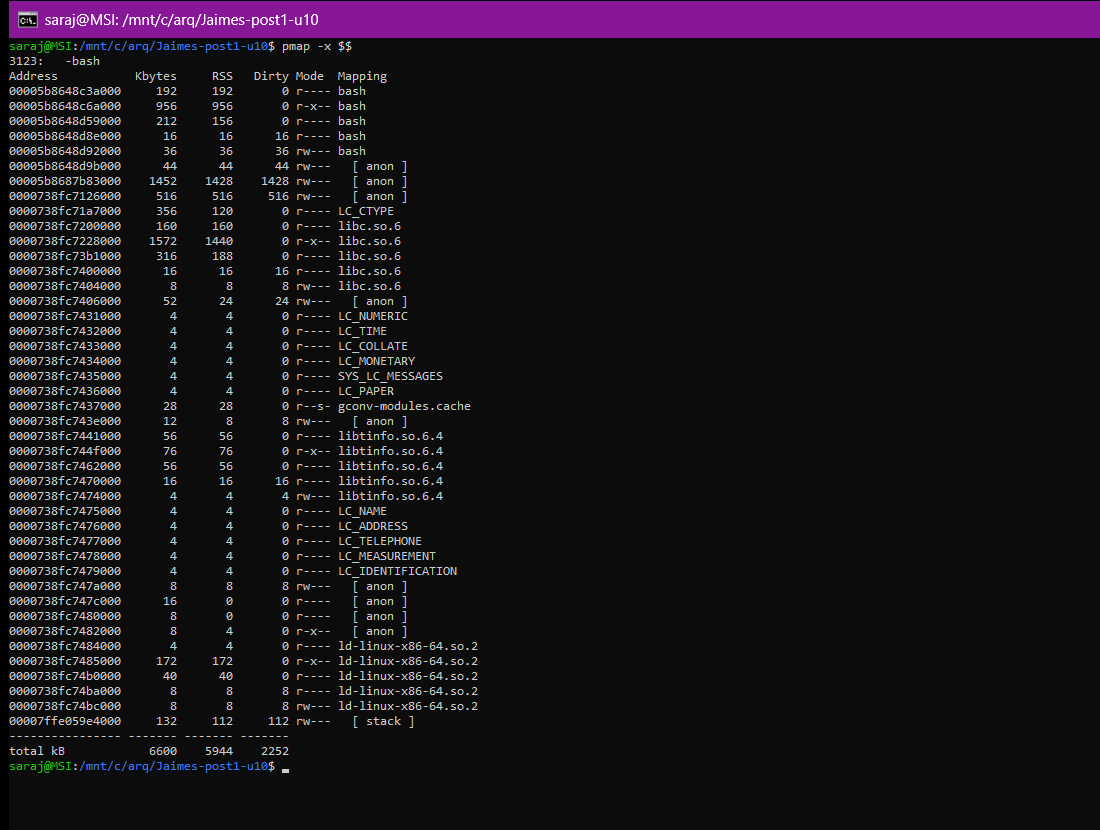 saraj@MSI: /mnt/c/arq/Jaimes-post1-u10
saraj@MSI:/mnt/c/arq/Jaimes-post1-u10$ pmap -x $$
3123:   -bash
Address           Kbytes     RSS   Dirty Mode  Mapping
00005b8648c3a000     192     192       0 r---- bash
00005b8648c6a000     956     956       0 r-x-- bash
00005b8648d59000     212     156       0 r---- bash
00005b8648d8e000      16      16      16 r---- bash
00005b8648d92000      36      36      36 rw--- bash
00005b8648d9b000      44      44      44 rw---   [ anon ]
00005b8687b83000    1452    1428    1428 rw---   [ anon ]
0000738fc7126000     516     516     516 rw---   [ anon ]
0000738fc71a7000     356     120       0 r---- LC_CTYPE
0000738fc7200000     160     160       0 r---- libc.so.6
0000738fc7228000    1572    1440       0 r-x-- libc.so.6
0000738fc73b1000     316     188       0 r---- libc.so.6
0000738fc7400000      16      16      16 r---- libc.so.6
0000738fc7404000       8       8       8 rw--- libc.so.6
0000738fc7406000      52      24      24 rw---   [ anon ]
0000738fc7431000       4       4       0 r---- LC_NUMERIC
0000738fc7432000       4       4       0 r---- LC_TIME
0000738fc7433000       4       4       0 r---- LC_COLLATE
0000738fc7434000       4       4       0 r---- LC_MONETARY
0000738fc7435000       4       4       0 r---- SYS_LC_MESSAGES
0000738fc7436000       4       4       0 r---- LC_PAPER
0000738fc7437000      28      28       0 r--s- gconv-modules.cache
0000738fc743e000      12       8       8 rw---   [ anon ]
0000738fc7441000      56      56       0 r---- libtinfo.so.6.4
0000738fc744f000      76      76       0 r-x-- libtinfo.so.6.4
0000738fc7462000      56      56       0 r---- libtinfo.so.6.4
0000738fc7470000      16      16      16 r---- libtinfo.so.6.4
0000738fc7474000       4       4       4 rw--- libtinfo.so.6.4
0000738fc7475000       4       4       0 r---- LC_NAME
0000738fc7476000       4       4       0 r---- LC_ADDRESS
0000738fc7477000       4       4       0 r---- LC_TELEPHONE
0000738fc7478000       4       4       0 r---- LC_MEASUREMENT
0000738fc7479000       4       4       0 r---- LC_IDENTIFICATION
0000738fc747a000       8       8       8 rw---   [ anon ]
0000738fc747c000      16       0       0 r----   [ anon ]
0000738fc7480000       8       0       0 r----   [ anon ]
0000738fc7482000       8       4       0 r-x--   [ anon ]
0000738fc7484000       4       4       0 r---- ld-linux-x86-64.so.2
0000738fc7485000     172     172       0 r-x-- ld-linux-x86-64.so.2
0000738fc74b0000      40      40       0 r---- ld-linux-x86-64.so.2
0000738fc74ba000       8       8       8 r---- ld-linux-x86-64.so.2
0000738fc74bc000       8       8       8 rw--- ld-linux-x86-64.so.2
00007ffe059e4000     132     112     112 rw---   [ stack ]
---------------- ------- ------- -------
total kB            6600    5944    2252
saraj@MSI:/mnt/c/arq/Jaimes-post1-u10$